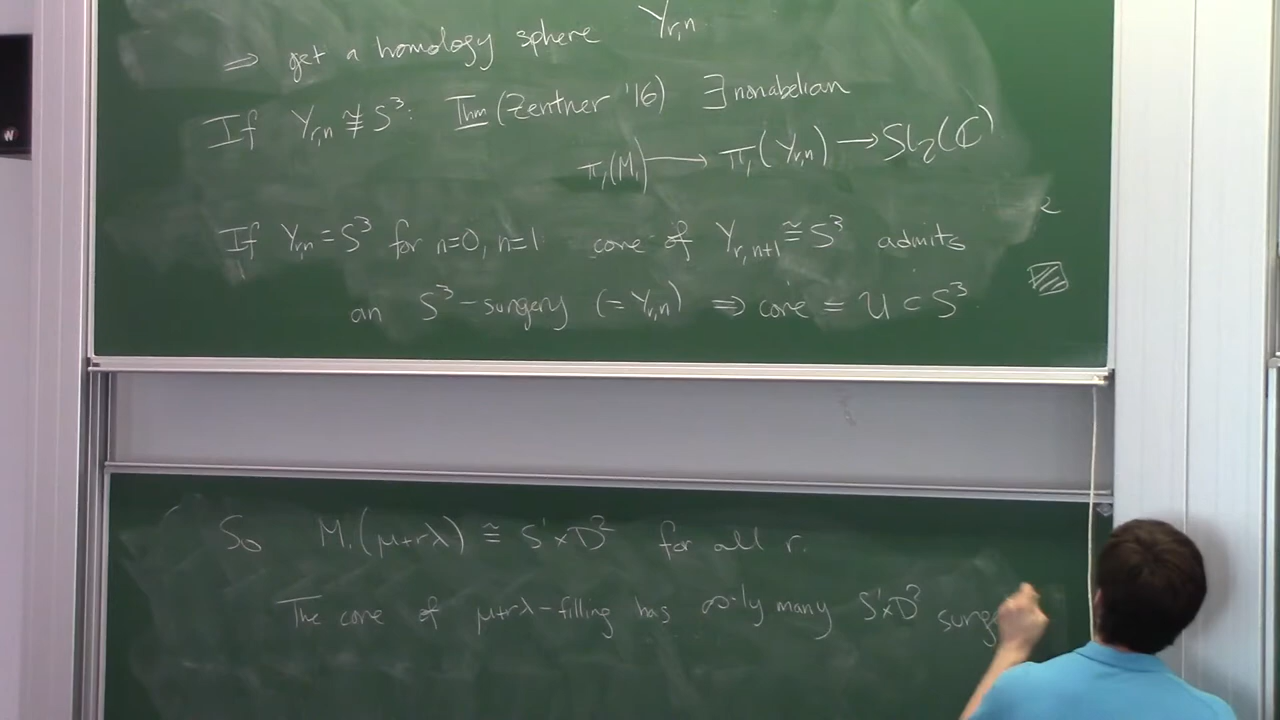 ⇒ get a homology sphere Y_{r,n}
If Y_{r,n} ≇ S³: Thm (Zentner '16) ∃ nonabelian
π₁(M₁) → π₁(Y_{r,n}) → SL₂(ℂ)
If Y_{r,n} = S³ for n=0, n=1 core of Y_{r,n+1} ≅ S³ admits
an S³-surgery (= Y_{r,n}) ⇒ core = U ⊂ S³
So M₁(μ+rλ) ≅ S¹×D² for all r.
The core of μ+rλ-filling has ∞-ly many S¹×D² surge